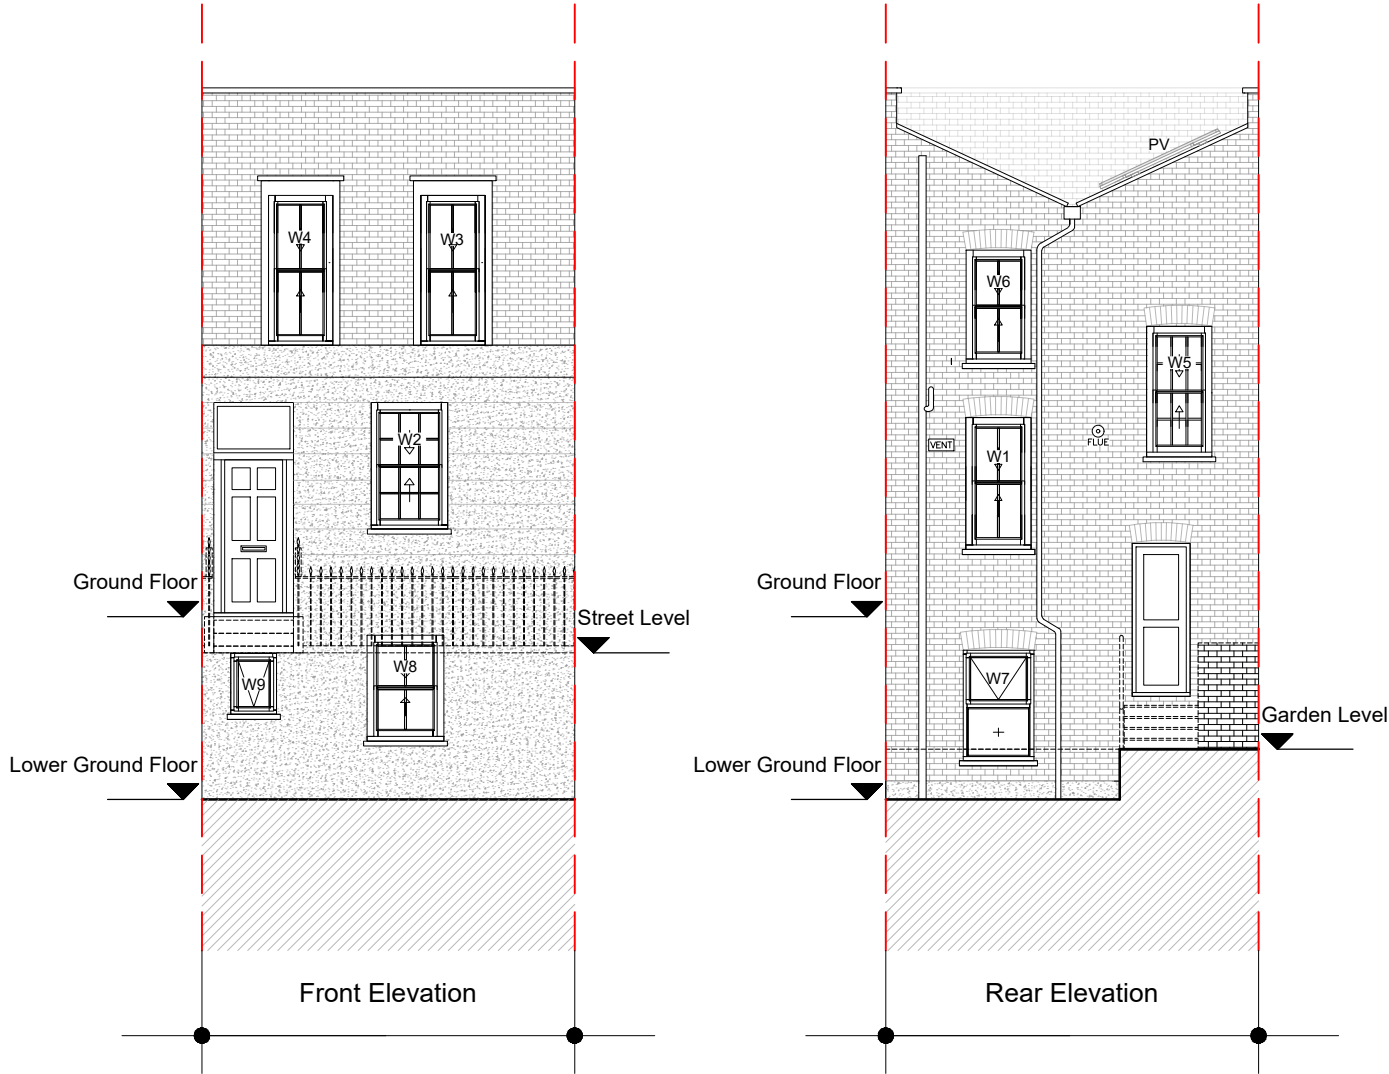 W4
W3
W2
Ground Floor
Street Level
W8
W9
Lower Ground Floor
Front Elevation
PV
W6
W5
FLUE
VENT
W1
Ground Floor
W7
Garden Level
Lower Ground Floor
Rear Elevation